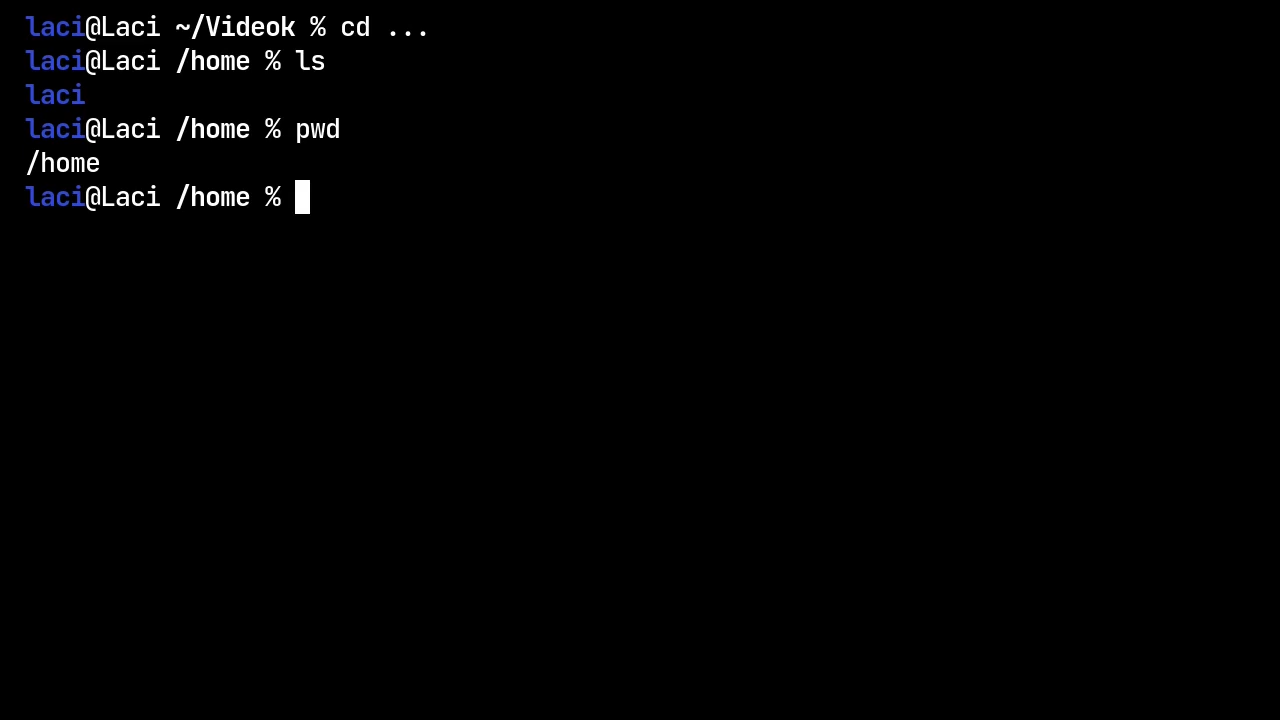 laci@Laci ~/Videok % cd ...
laci@Laci /home % ls
laci
laci@Laci /home % pwd
/home
laci@Laci /home %